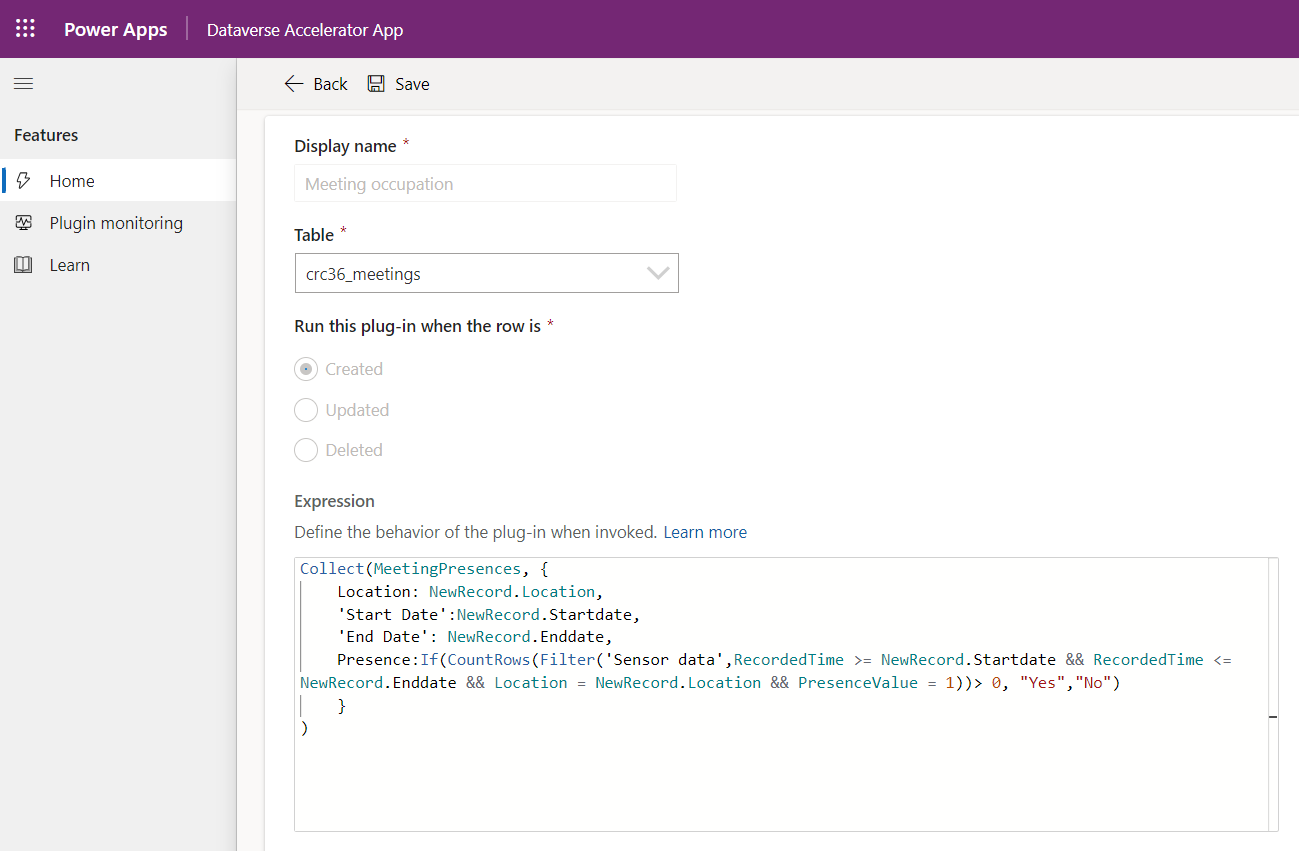 Power Apps
Dataverse Accelerator App
Back
Save
Features
Home
Plugin monitoring
Learn
Display name *
Meeting occupation
Table *
crc36_meetings
Run this plug-in when the row is *
Created
Updated
Deleted
Expression
Define the behavior of the plug-in when invoked. Learn more
Collect(MeetingPresences, {
Location: NewRecord.Location,
'Start Date':NewRecord.Startdate,
'End Date': NewRecord.Enddate,
Presence:If(CountRows(Filter('Sensor data',RecordedTime >= NewRecord.Startdate && RecordedTime <=
NewRecord.Enddate && Location = NewRecord.Location && PresenceValue = 1))> 0, "Yes","No")
}
)